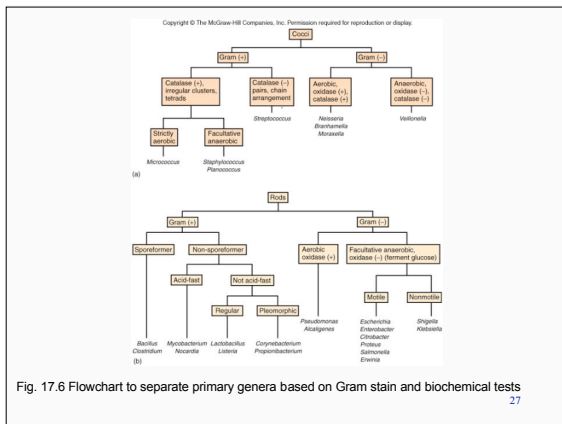 Copyright © The McGraw-Hill Companies, Inc. Permission required for reproduction or display.
Cocci
Gram (+)
Gram (−)
Catalase (+),
irregular clusters,
tetrads
Catalase (−)
pairs, chain
arrangement
Aerobic,
oxidase (+),
catalase (+)
Anaerobic,
oxidase (−),
catalase (−)
Streptococcus
Neisseria
Branhamella
Moraxella
Veillonella
Strictly
aerobic
Facultative
anaerobic
Micrococcus
Staphylococcus
Planococcus
(a)
Rods
Gram (+)
Gram (−)
Sporeformer
Non-sporeformer
Aerobic
oxidase (+)
Facultative anaerobic,
oxidase (−) (ferment glucose)
Acid-fast
Not acid-fast
Motile
Nonmotile
Regular
Pleomorphic
Pseudomonas
Alcaligenes
Escherichia
Enterobacter
Citrobacter
Proteus
Salmonella
Erwinia
Shigella
Klebsiella
Bacillus
Clostridium
Mycobacterium
Nocardia
Lactobacillus
Listeria
Corynebacterium
Propionibacterium
(b)
Fig. 17.6 Flowchart to separate primary genera based on Gram stain and biochemical tests
27